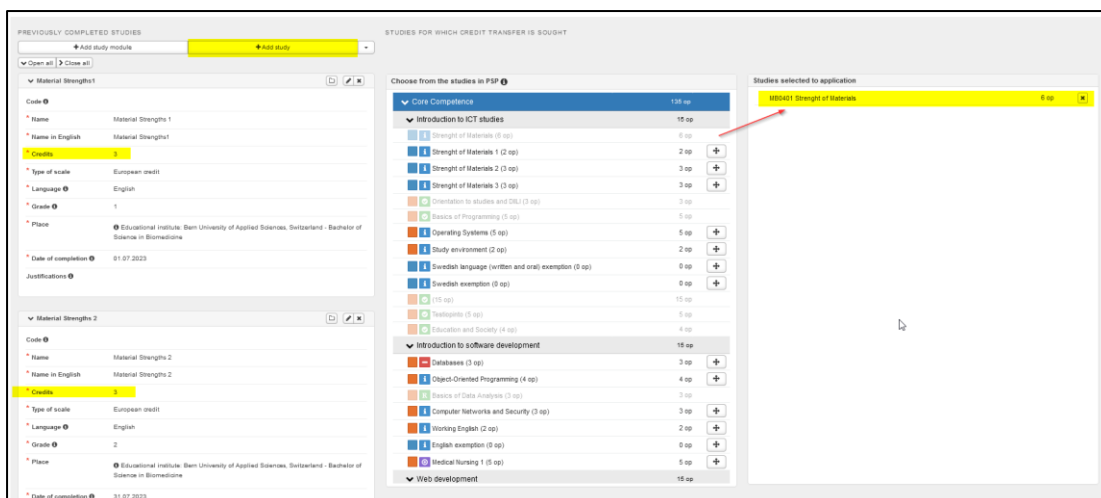 PREVIOUSLY COMPLETED STUDIES
+Add study module
+Add study
Open all
Close all
Material Strengths1
Code
* Name Material Strengths 1
* Name in English Material Strengths1
* Credits 3
* Type of scale European credit
* Language English
* Grade 1
* Place Educational institute: Bern University of Applied Sciences, Switzerland - Bachelor of
Science in Biomedicine
* Date of completion 01.07.2023
Justifications
Material Strengths 2
Code
* Name Material Strengths 2
* Name in English Material Strengths 2
* Credits 3
* Type of scale European credit
* Language English
* Grade 2
* Place Educational institute: Bern University of Applied Sciences, Switzerland - Bachelor of
Science in Biomedicine
* Date of completion 31.07.2023
STUDIES FOR WHICH CREDIT TRANSFER IS SOUGHT
Choose from the studies in PSP
Core Competence 138 op
Introduction to ICT studies 15 op
Strenght of Materials (6 op) 6 op
Strenght of Materials 1 (2 op) 2 op
Strenght of Materials 2 (3 op) 3 op
Strenght of Materials 3 (3 op) 3 op
Orientation to studies and DILI (3 op) 3 op
Basics of Programming (5 op) 5 op
Operating Systems (5 op) 5 op
Study environment (2 op) 2 op
Swedish language (written and oral) exemption (0 op) 0 op
Swedish exemption (0 op) 0 op
(15 op) 15 op
Testiopinto (5 op) 5 op
Education and Society (4 op) 4 op
Introduction to software development 15 op
Databases (3 op) 3 op
Object-Oriented Programming (4 op) 4 op
Basics of Data Analysis (3 op) 3 op
Computer Networks and Security (3 op) 3 op
Working English (2 op) 2 op
English exemption (0 op) 0 op
Medical Nursing 1 (5 op) 5 op
Web development 15 op
Studies selected to application
MB0401 Strenght of Materials 6 op